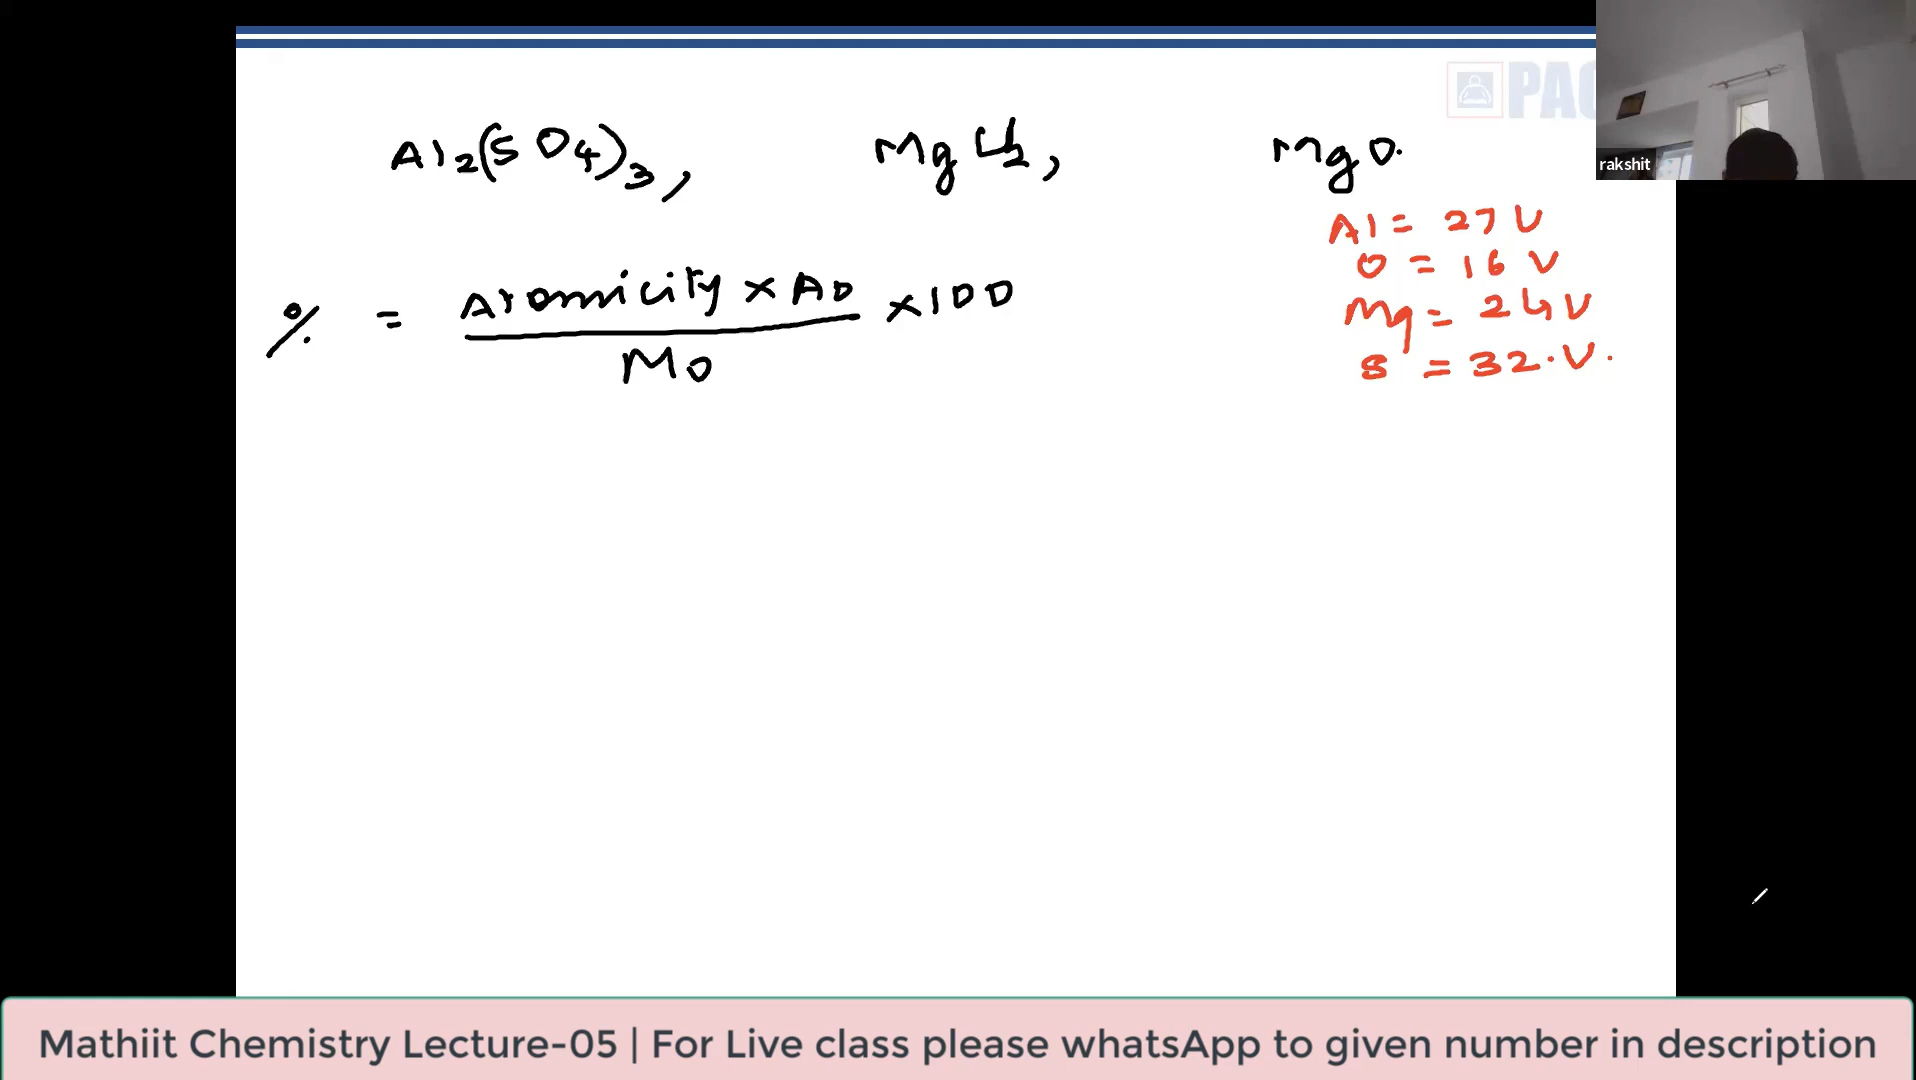 PAC
rakshit
Al₂(SO₄)₃, MgCl₂, MgO.
Al = 27 U
O = 16 U
Mg = 24 U
S = 32. U.
% = Atomicity × AO / MO × 100
Mathiit Chemistry Lecture-05 | For Live class please whatsApp to given number in description